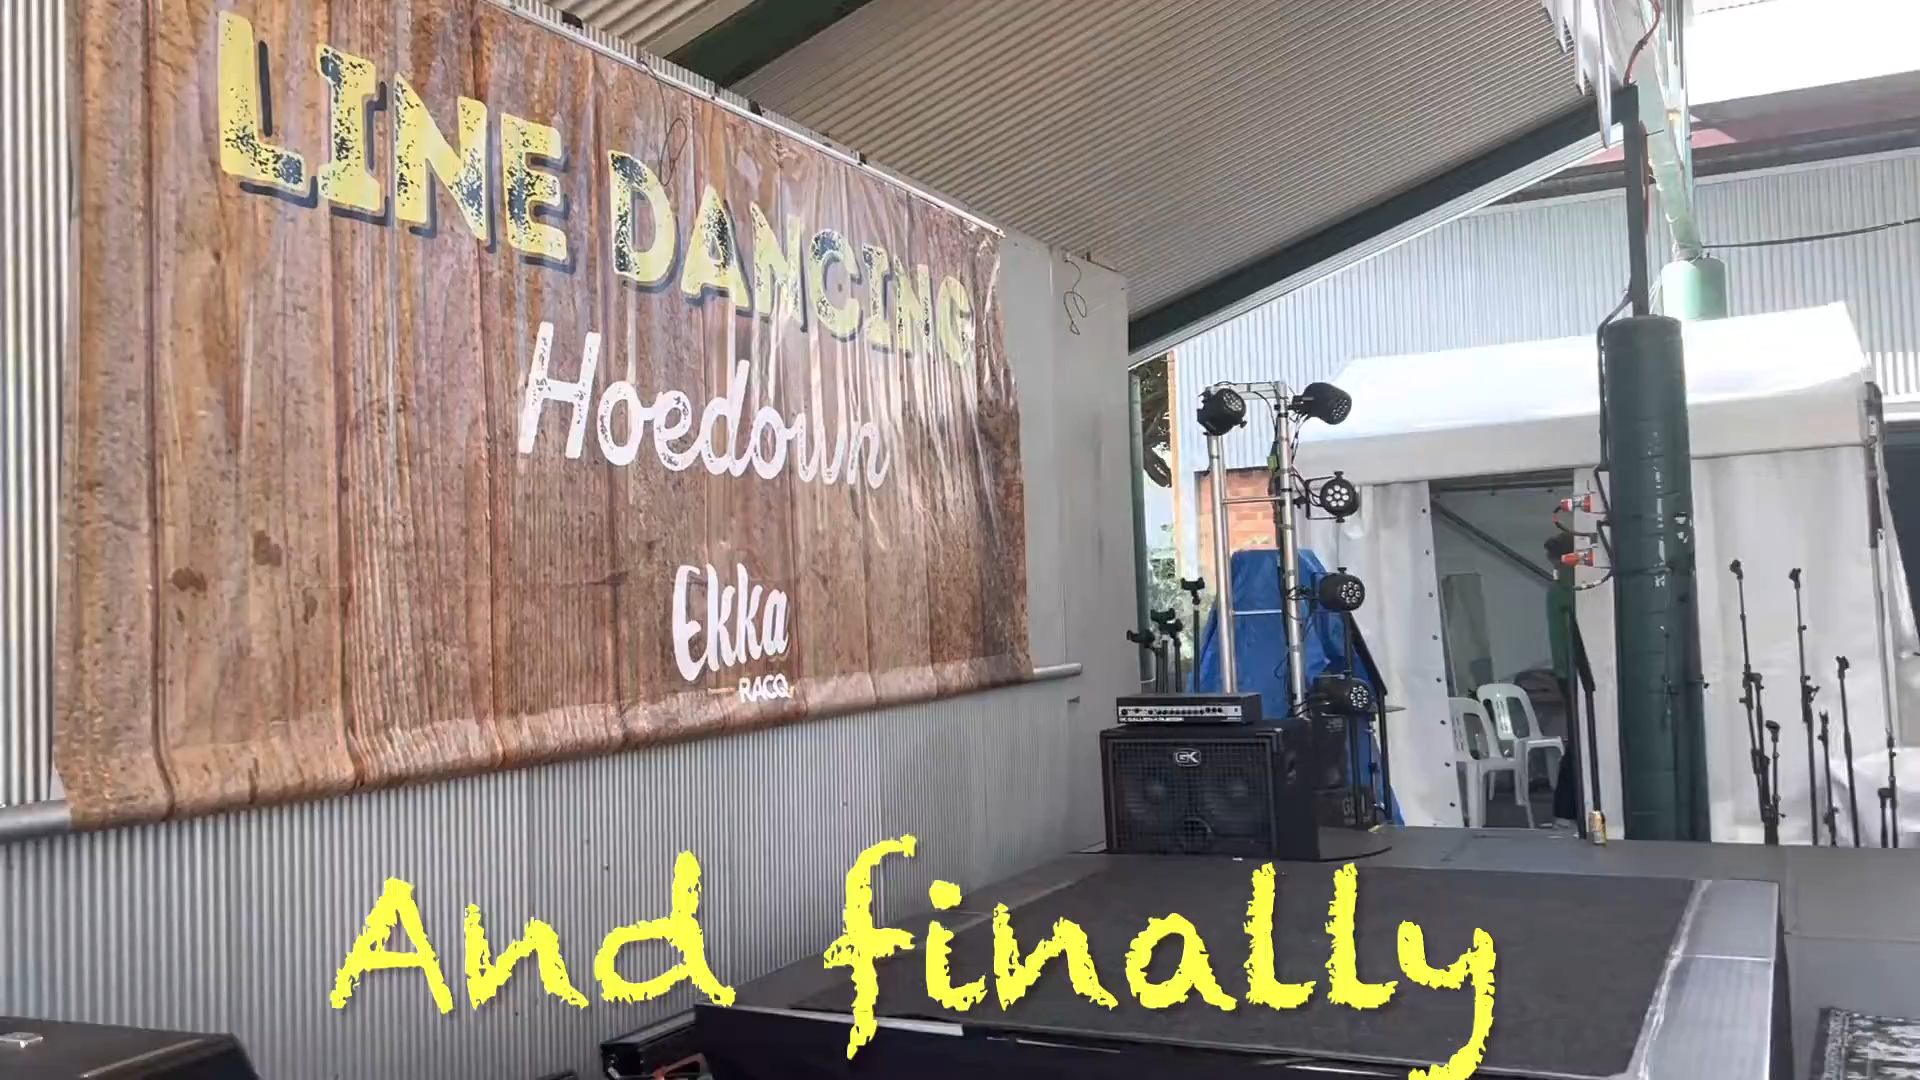 LINE DANCING
Hoedown
Ekka
RACQ
GK
And finally